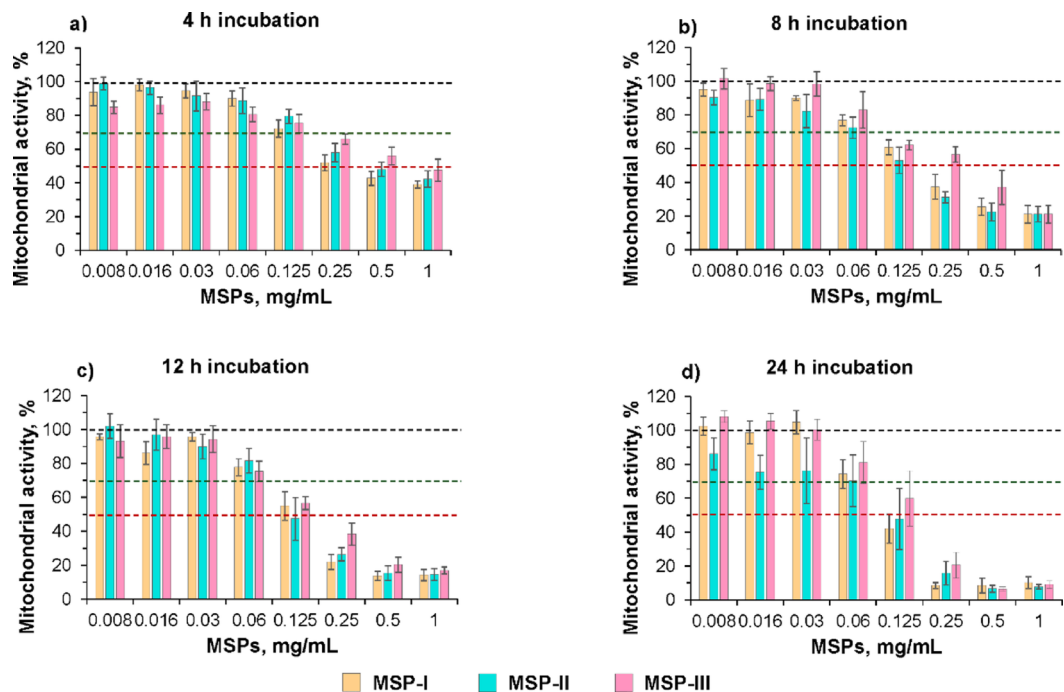 a) 4 h incubation
Mitochondrial activity, %
120
100
80
60
40
20
0
0.008 0.016 0.03 0.06 0.125 0.25 0.5 1
MSPs, mg/mL
b) 8 h incubation
Mitochondrial activity, %
120
100
80
60
40
20
0
0.008 0.016 0.03 0.06 0.125 0.25 0.5 1
MSPs, mg/mL
c) 12 h incubation
Mitochondrial activity, %
120
100
80
60
40
20
0
0.008 0.016 0.03 0.06 0.125 0.25 0.5 1
MSPs, mg/mL
d) 24 h incubation
Mitochondrial activity, %
120
100
80
60
40
20
0
0.008 0.016 0.03 0.06 0.125 0.25 0.5 1
MSPs, mg/mL
MSP-I MSP-II MSP-III